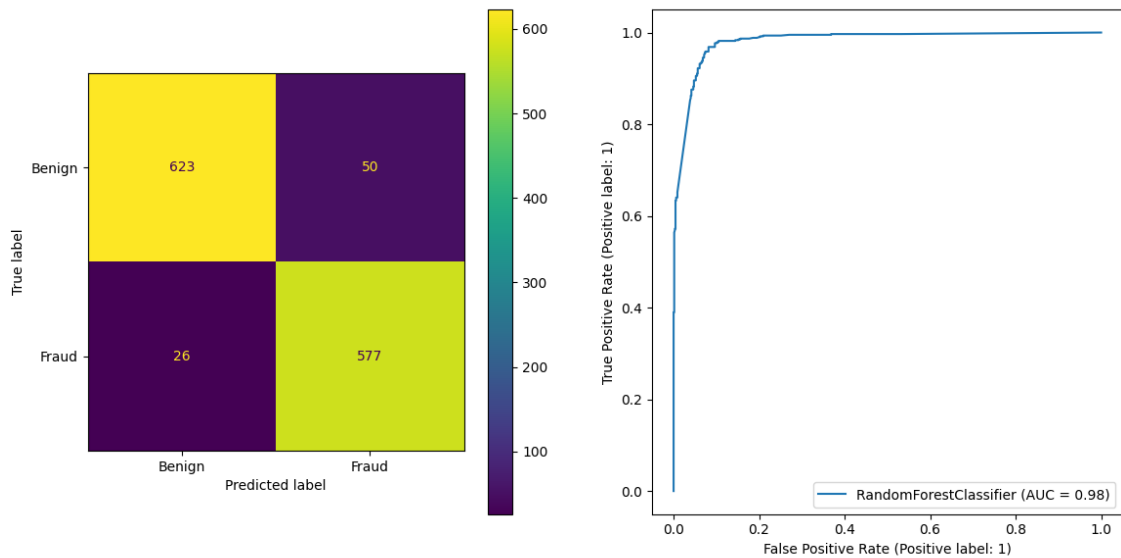 600
500
400
300
200
100
Benign
Fraud
True label
623
50
26
577
Benign
Fraud
Predicted label
1.0
0.8
0.6
0.4
0.2
0.0
True Positive Rate (Positive label: 1)
RandomForestClassifier (AUC = 0.98)
0.0
0.2
0.4
0.6
0.8
1.0
False Positive Rate (Positive label: 1)